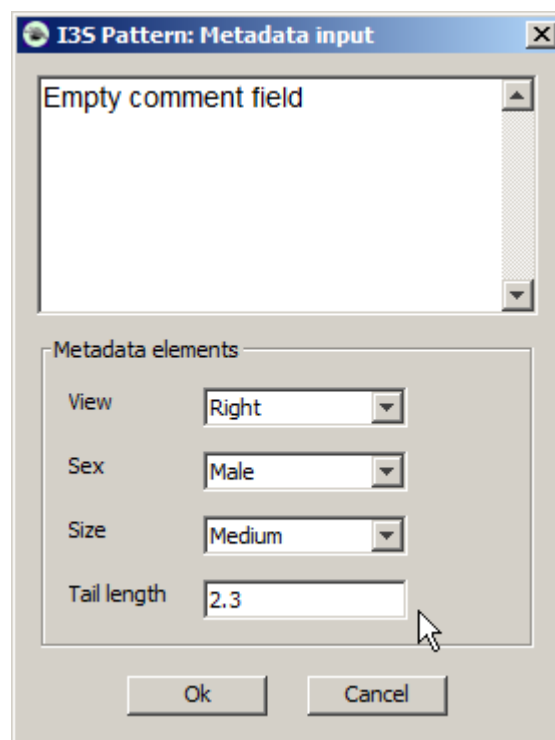 I3S Pattern: Metadata input
Empty comment field
Metadata elements
View Right
Sex Male
Size Medium
Tail length 2.3
Ok Cancel